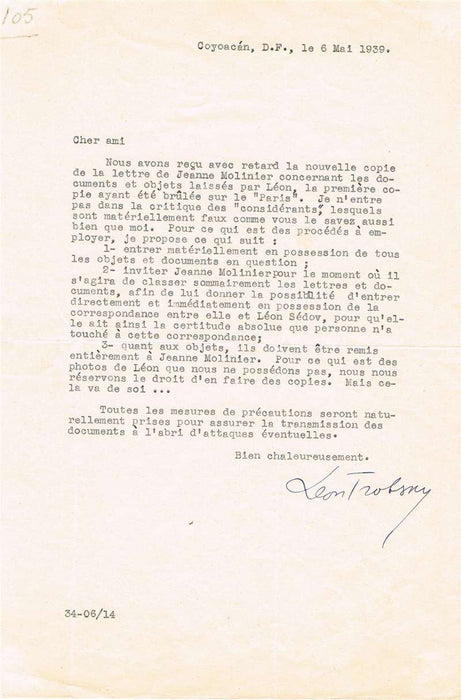 105
Coyoacán, D.F., le 6 Mai 1939.
Cher ami
Nous avons reçu avec retard la nouvelle copie
de la lettre de Jeanne Molinier concernant les do-
cuments et objets laissés par Léon, la première co-
pie ayant été brûlée sur le "Paris". Je n'entre
pas dans la critique des "considérants", lesquels
sont matériellement faux comme vous le savez aussi
bien que moi. Pour ce qui est des procédés à em-
ployer, je propose ce qui suit :
1- entrer matériellement en possession de tous
les objets et documents en question ;
2- inviter Jeanne Molinier pour le moment où il
s'agira de classer sommairement les lettres et do-
cuments, afin de lui donner la possiblité d'entrer
directement et immédiatement en possession de la
correspondance entre elle et Léon Sédov, pour qu'el-
le ait ainsi la certitude absolue que personne n'a
touché à cette correspondance;
3- quant aux objets, ils doivent être remis
entièrement à Jeanne Molinier. Pour ce qui est des
photos de Léon que nous ne possédons pas, nous nous
réservons le droit d'en faire des copies. Mais ce-
la va de soi ...
Toutes les mesures de précautions seront natu-
rellement prises pour assurer la transmission des
documents à l'abri d'attaques éventuelles.
Bien chaleureusement.
Leon Trotsky
34-06/14